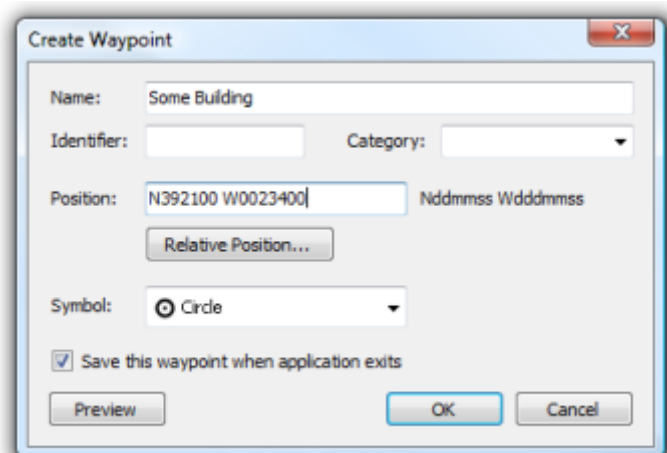 Create Waypoint
Name: Some Building
Identifier: Category:
Position: N392100 W0023400 Nddmmss Wdddmmss
Relative Position...
Symbol: Circle
Save this waypoint when application exits
Preview OK Cancel